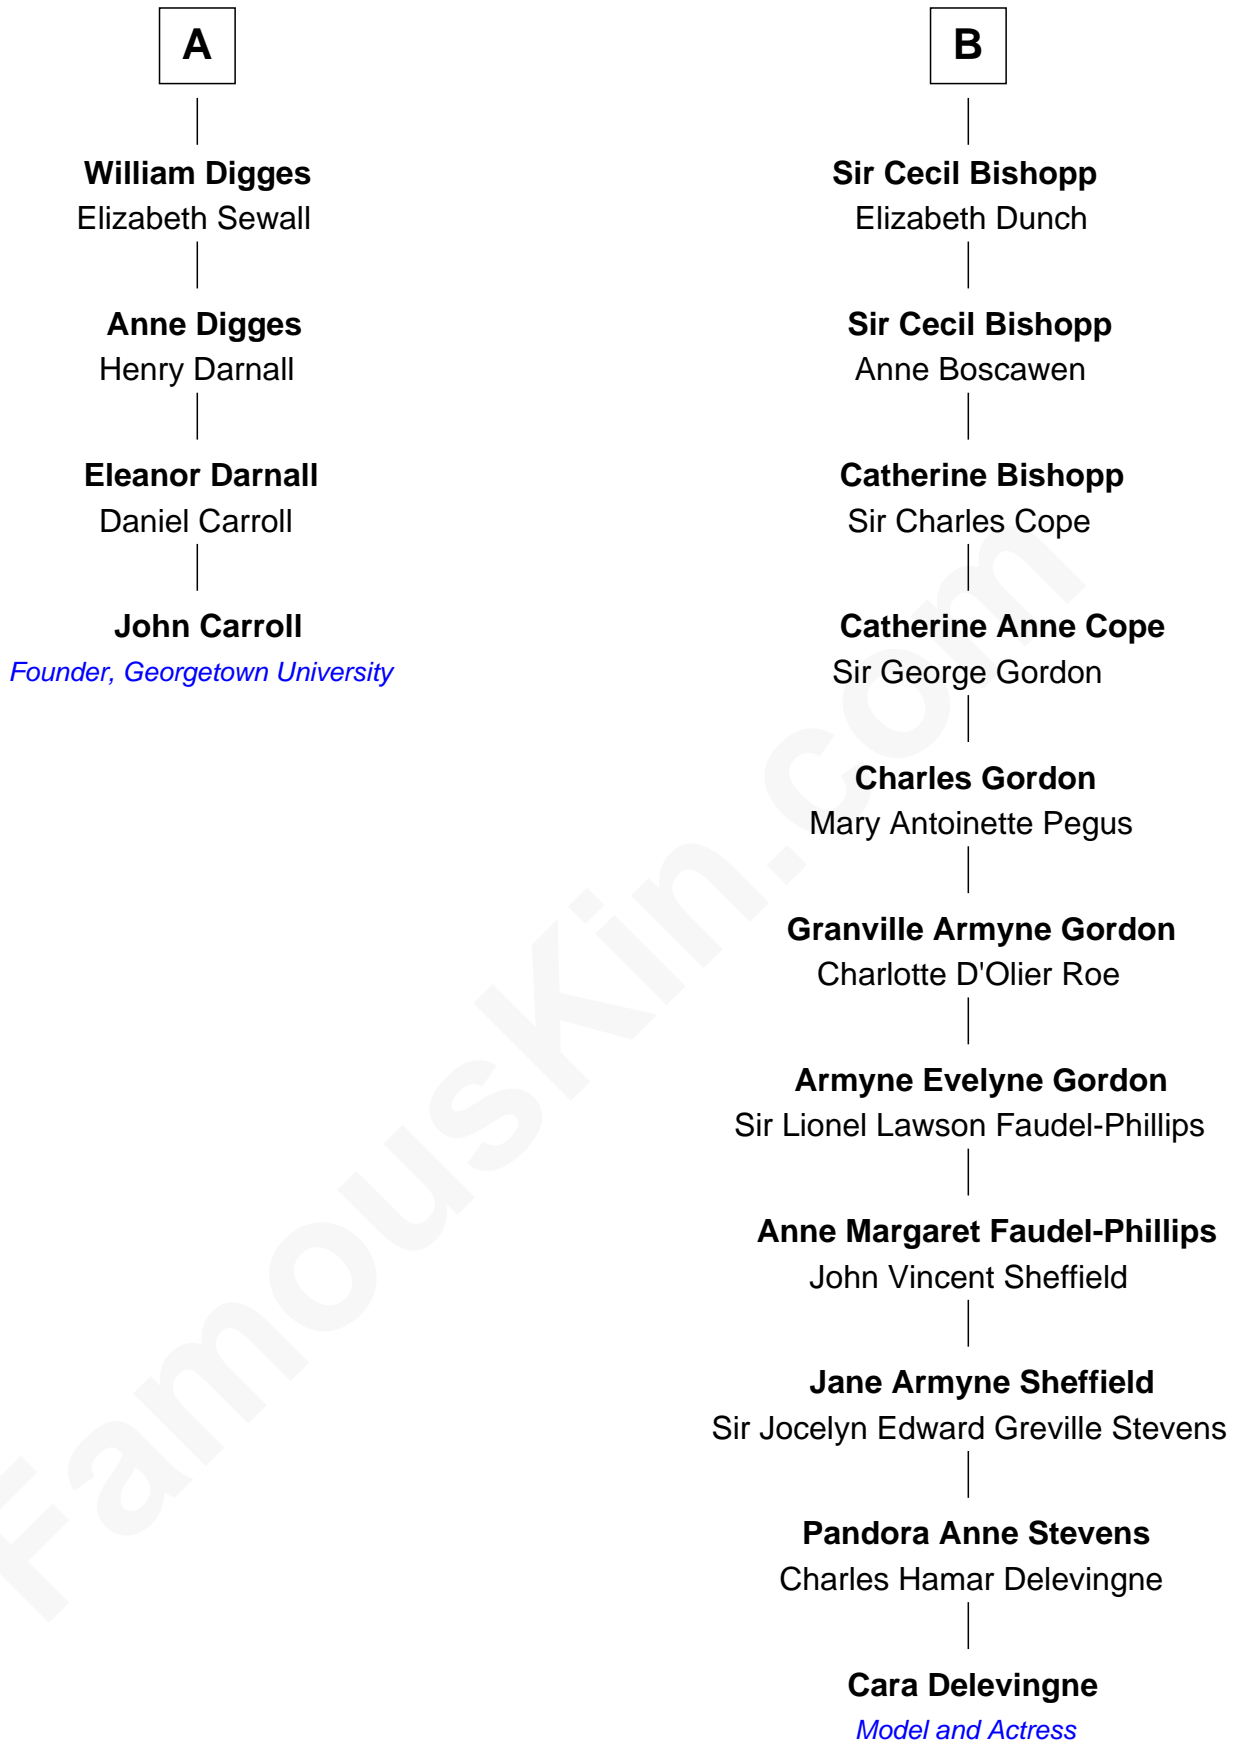 A
William Digges
Elizabeth Sewall
Anne Digges
Henry Darnall
Eleanor Darnall
Daniel Carroll
John Carroll
Founder, Georgetown University
B
Sir Cecil Bishopp
Elizabeth Dunch
Sir Cecil Bishopp
Anne Boscawen
Catherine Bishopp
Sir Charles Cope
Catherine Anne Cope
Sir George Gordon
Charles Gordon
Mary Antoinette Pegus
Granville Armyne Gordon
Charlotte D'Olier Roe
Armyne Evelyne Gordon
Sir Lionel Lawson Faudel-Phillips
Anne Margaret Faudel-Phillips
John Vincent Sheffield
Jane Armyne Sheffield
Sir Jocelyn Edward Greville Stevens
Pandora Anne Stevens
Charles Hamar Delevingne
Cara Delevingne
Model and Actress
FamousKin.com